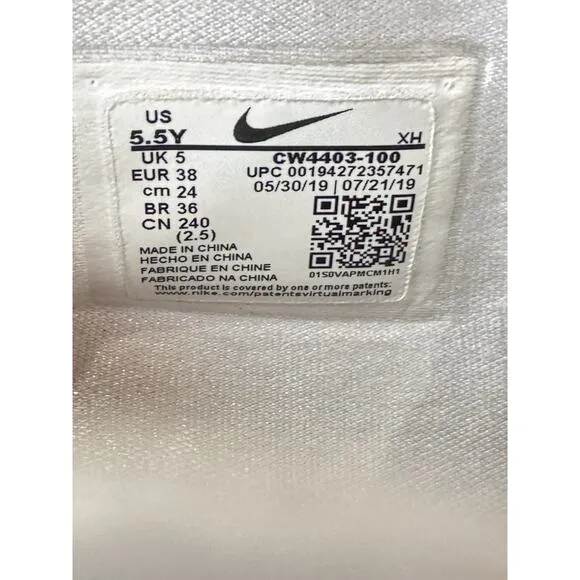 US
5.5Y
XH
UK 5
CW4403-100
EUR 38
UPC 00194272357471
cm 24
05/30/19 | 07/21/19
BR 36
CN 240
(2.5)
MADE IN CHINA
HECHO EN CHINA
FABRIQUE EN CHINE
FABRICADO NA CHINA
01S0VAPMCM1H1
This product is covered by one or more patents:
www.nike.com/patentsvirtualmarking